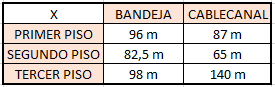 X BANDEJA CABLECANAL
PRIMER PISO 96 m 87 m
SEGUNDO PISO 82,5 m 65 m
TERCER PISO 98 m 140 m